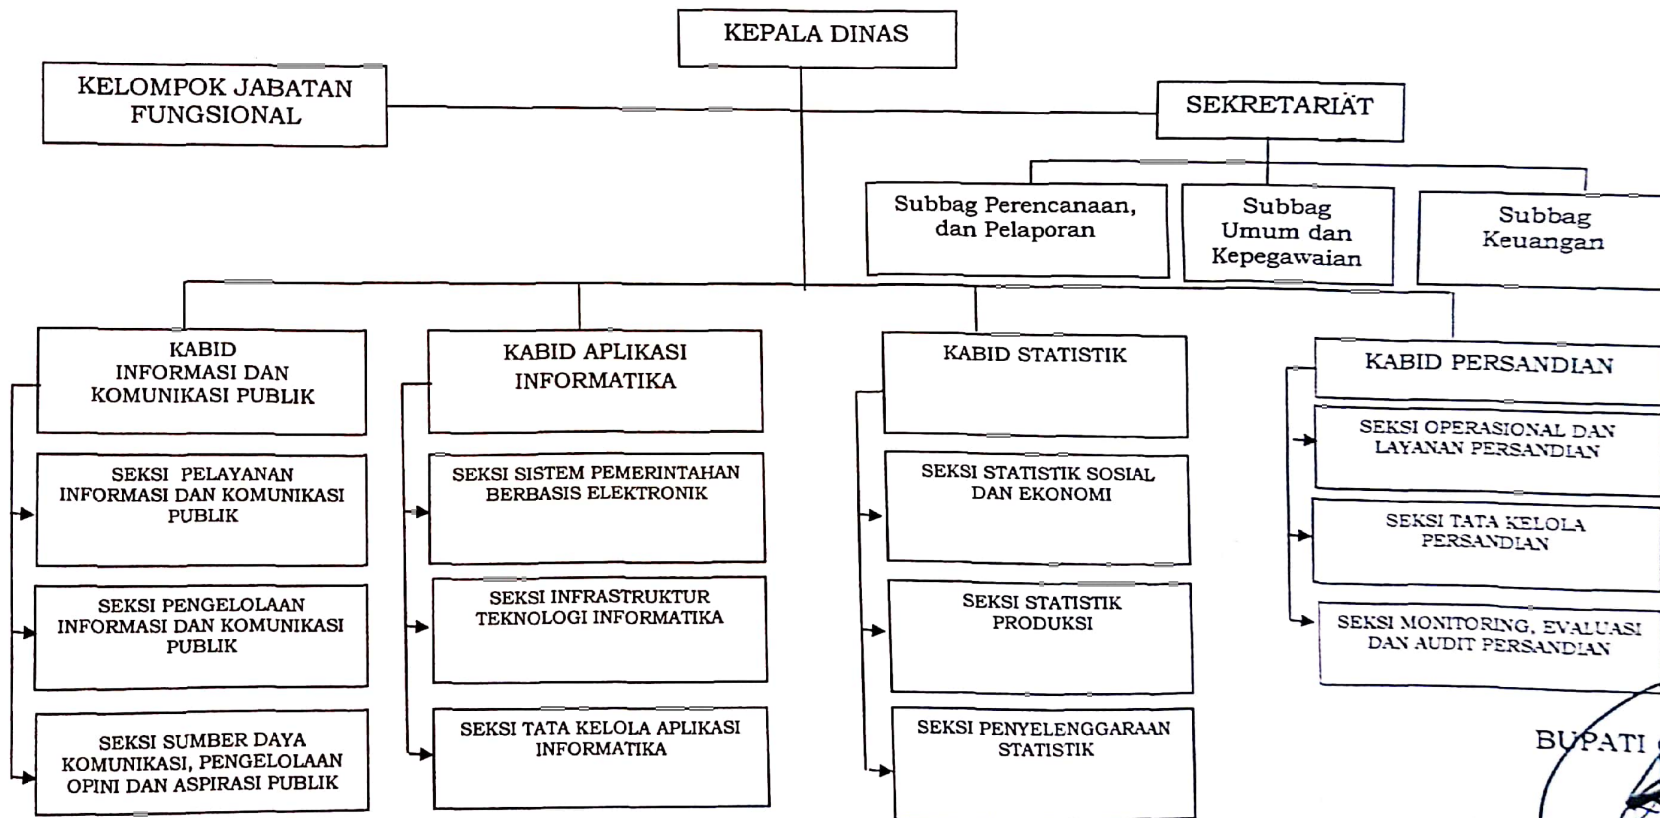 KEPALA DINAS
KELOMPOK JABATAN
FUNGSIONAL
SEKRETARIAT
Subbag Perencanaan,
dan Pelaporan
Subbag
Umum dan
Kepegawaian
Subbag
Keuangan
KABID
INFORMASI DAN
KOMUNIKASI PUBLIK
SEKSI PELAYANAN
INFORMASI DAN KOMUNIKASI
PUBLIK
SEKSI PENGELOLAAN
INFORMASI DAN KOMUNIKASI
PUBLIK
SEKSI SUMBER DAYA
KOMUNIKASI, PENGELOLAAN
OPINI DAN ASPIRASI PUBLIK
KABID APLIKASI
INFORMATIKA
SEKSI SISTEM PEMERINTAHAN
BERBASIS ELEKTRONIK
SEKSI INFRASTRUKTUR
TEKNOLOGI INFORMATIKA
SEKSI TATA KELOLA APLIKASI
INFORMATIKA
KABID STATISTIK
SEKSI STATISTIK SOSIAL
DAN EKONOMI
SEKSI STATISTIK
PRODUKSI
SEKSI PENYELENGGARAAN
STATISTIK
KABID PERSANDIAN
SEKSI OPERASIONAL DAN
LAYANAN PERSANDIAN
SEKSI TATA KELOLA
PERSANDIAN
SEKSI MONITORING, EVALUASI
DAN AUDIT PERSANDIAN
BUPATI